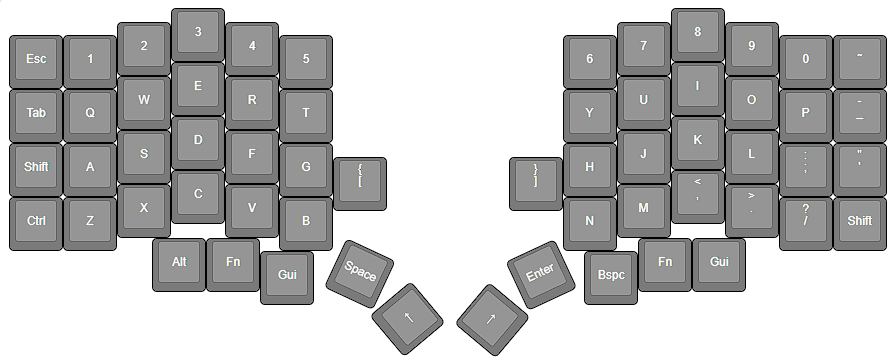 Esc 1 2 3 4 5 6 7 8 9 0 ~
Tab Q W E R T Y U I O P - _
Shift A S D F G { [ } ] H J K L : ; " '
Ctrl Z X C V B N M < , > . ? / Shift
Alt Fn Gui Space Enter Bspc Fn Gui
↑ ↑